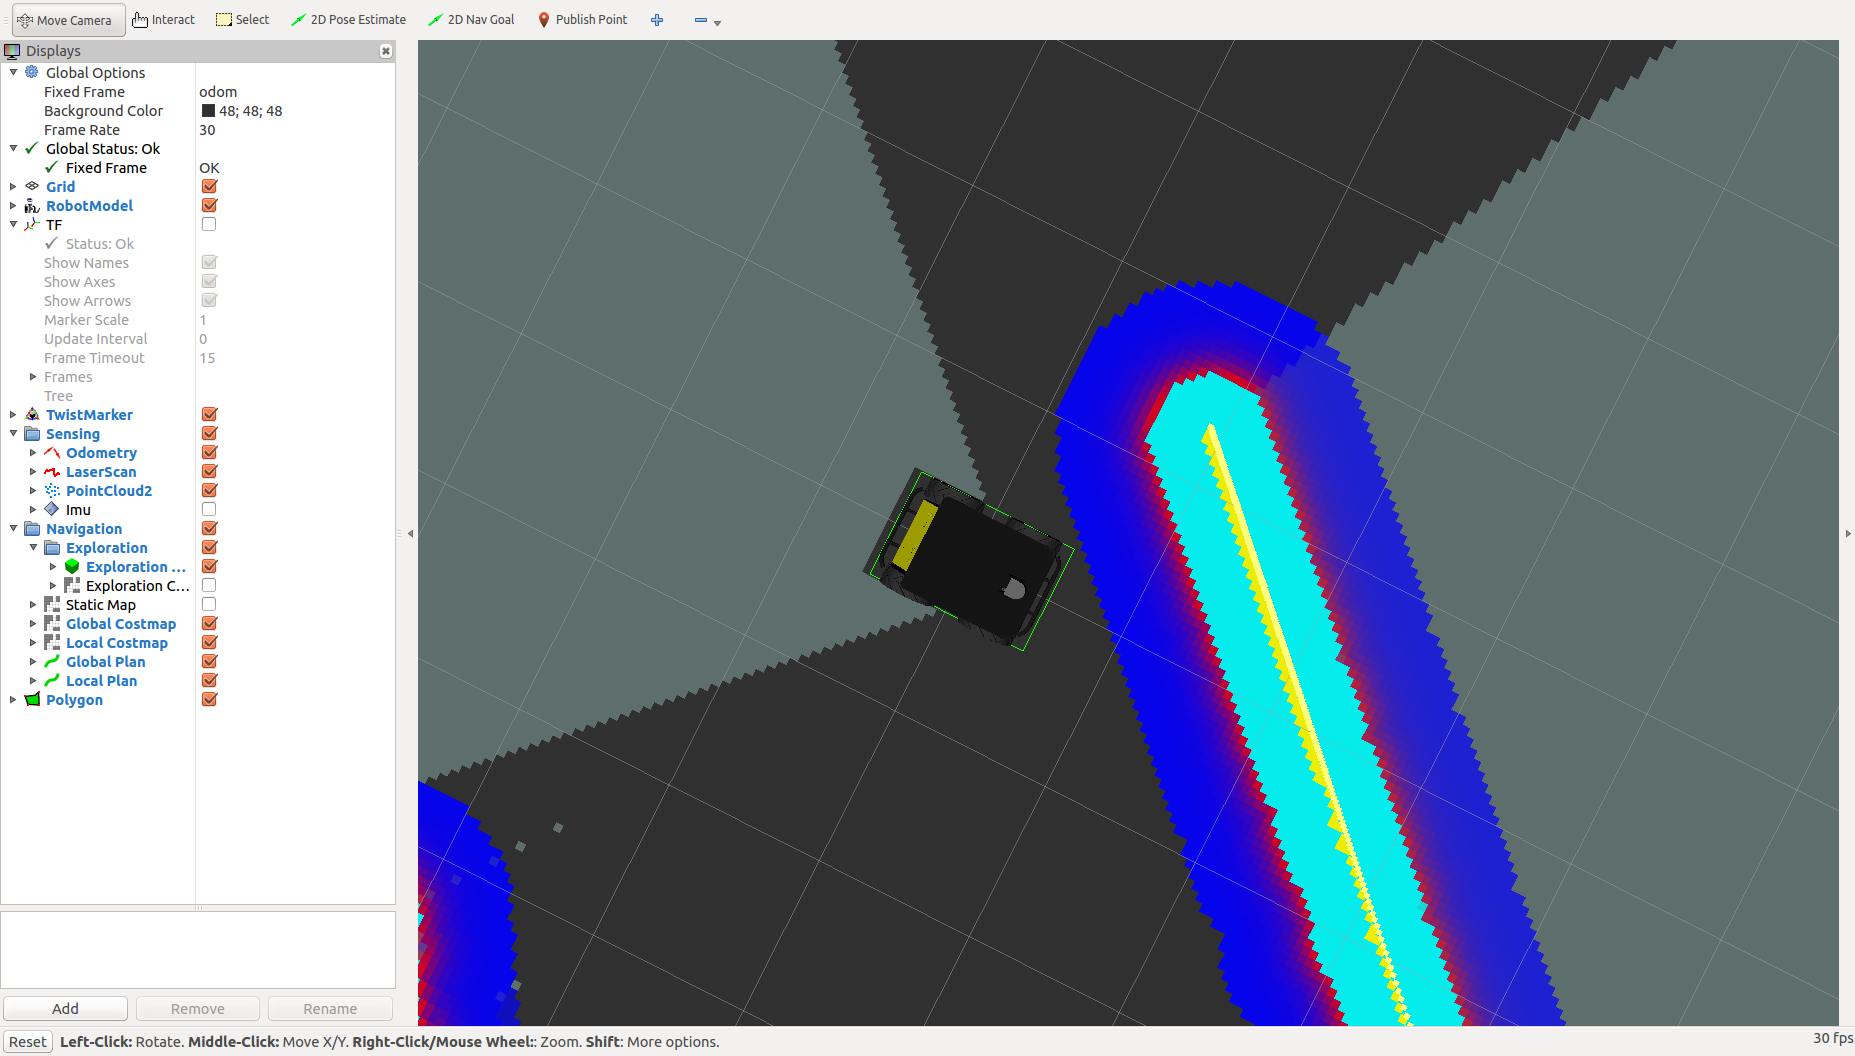 Move Camera Interact Select 2D Pose Estimate 2D Nav Goal Publish Point
Displays
Global Options
Fixed Frame odom
Background Color 48; 48; 48
Frame Rate 30
Global Status: Ok
Fixed Frame OK
Grid
RobotModel
TF
Status: Ok
Show Names
Show Axes
Show Arrows
Marker Scale 1
Update Interval 0
Frame Timeout 15
Frames
Tree
TwistMarker
Sensing
Odometry
LaserScan
PointCloud2
Imu
Navigation
Exploration
Exploration ...
Exploration C...
Static Map
Global Costmap
Local Costmap
Global Plan
Local Plan
Polygon
Add Remove Rename
Reset Left-Click: Rotate. Middle-Click: Move X/Y. Right-Click/Mouse Wheel:: Zoom. Shift: More options. 30 fps